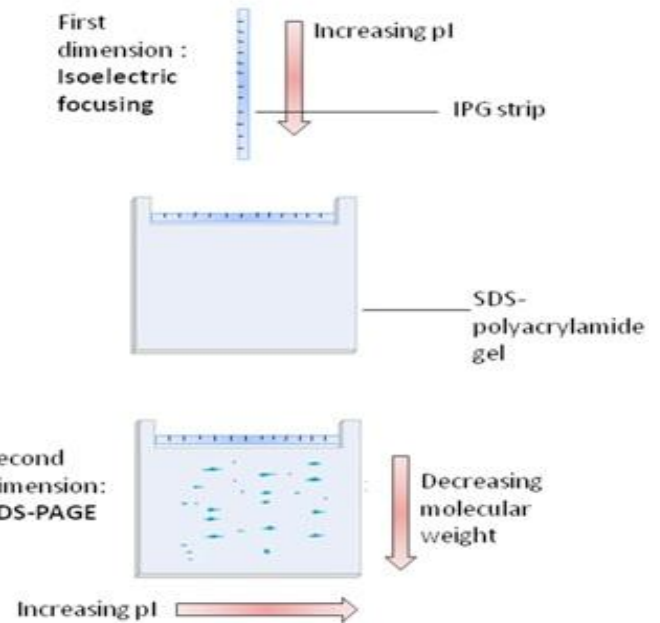 First
dimension :
Isoelectric
focusing
Increasing pI
IPG strip
SDS-
polyacrylamide
gel
econd
imension:
DS-PAGE
Decreasing
molecular
weight
Increasing pI